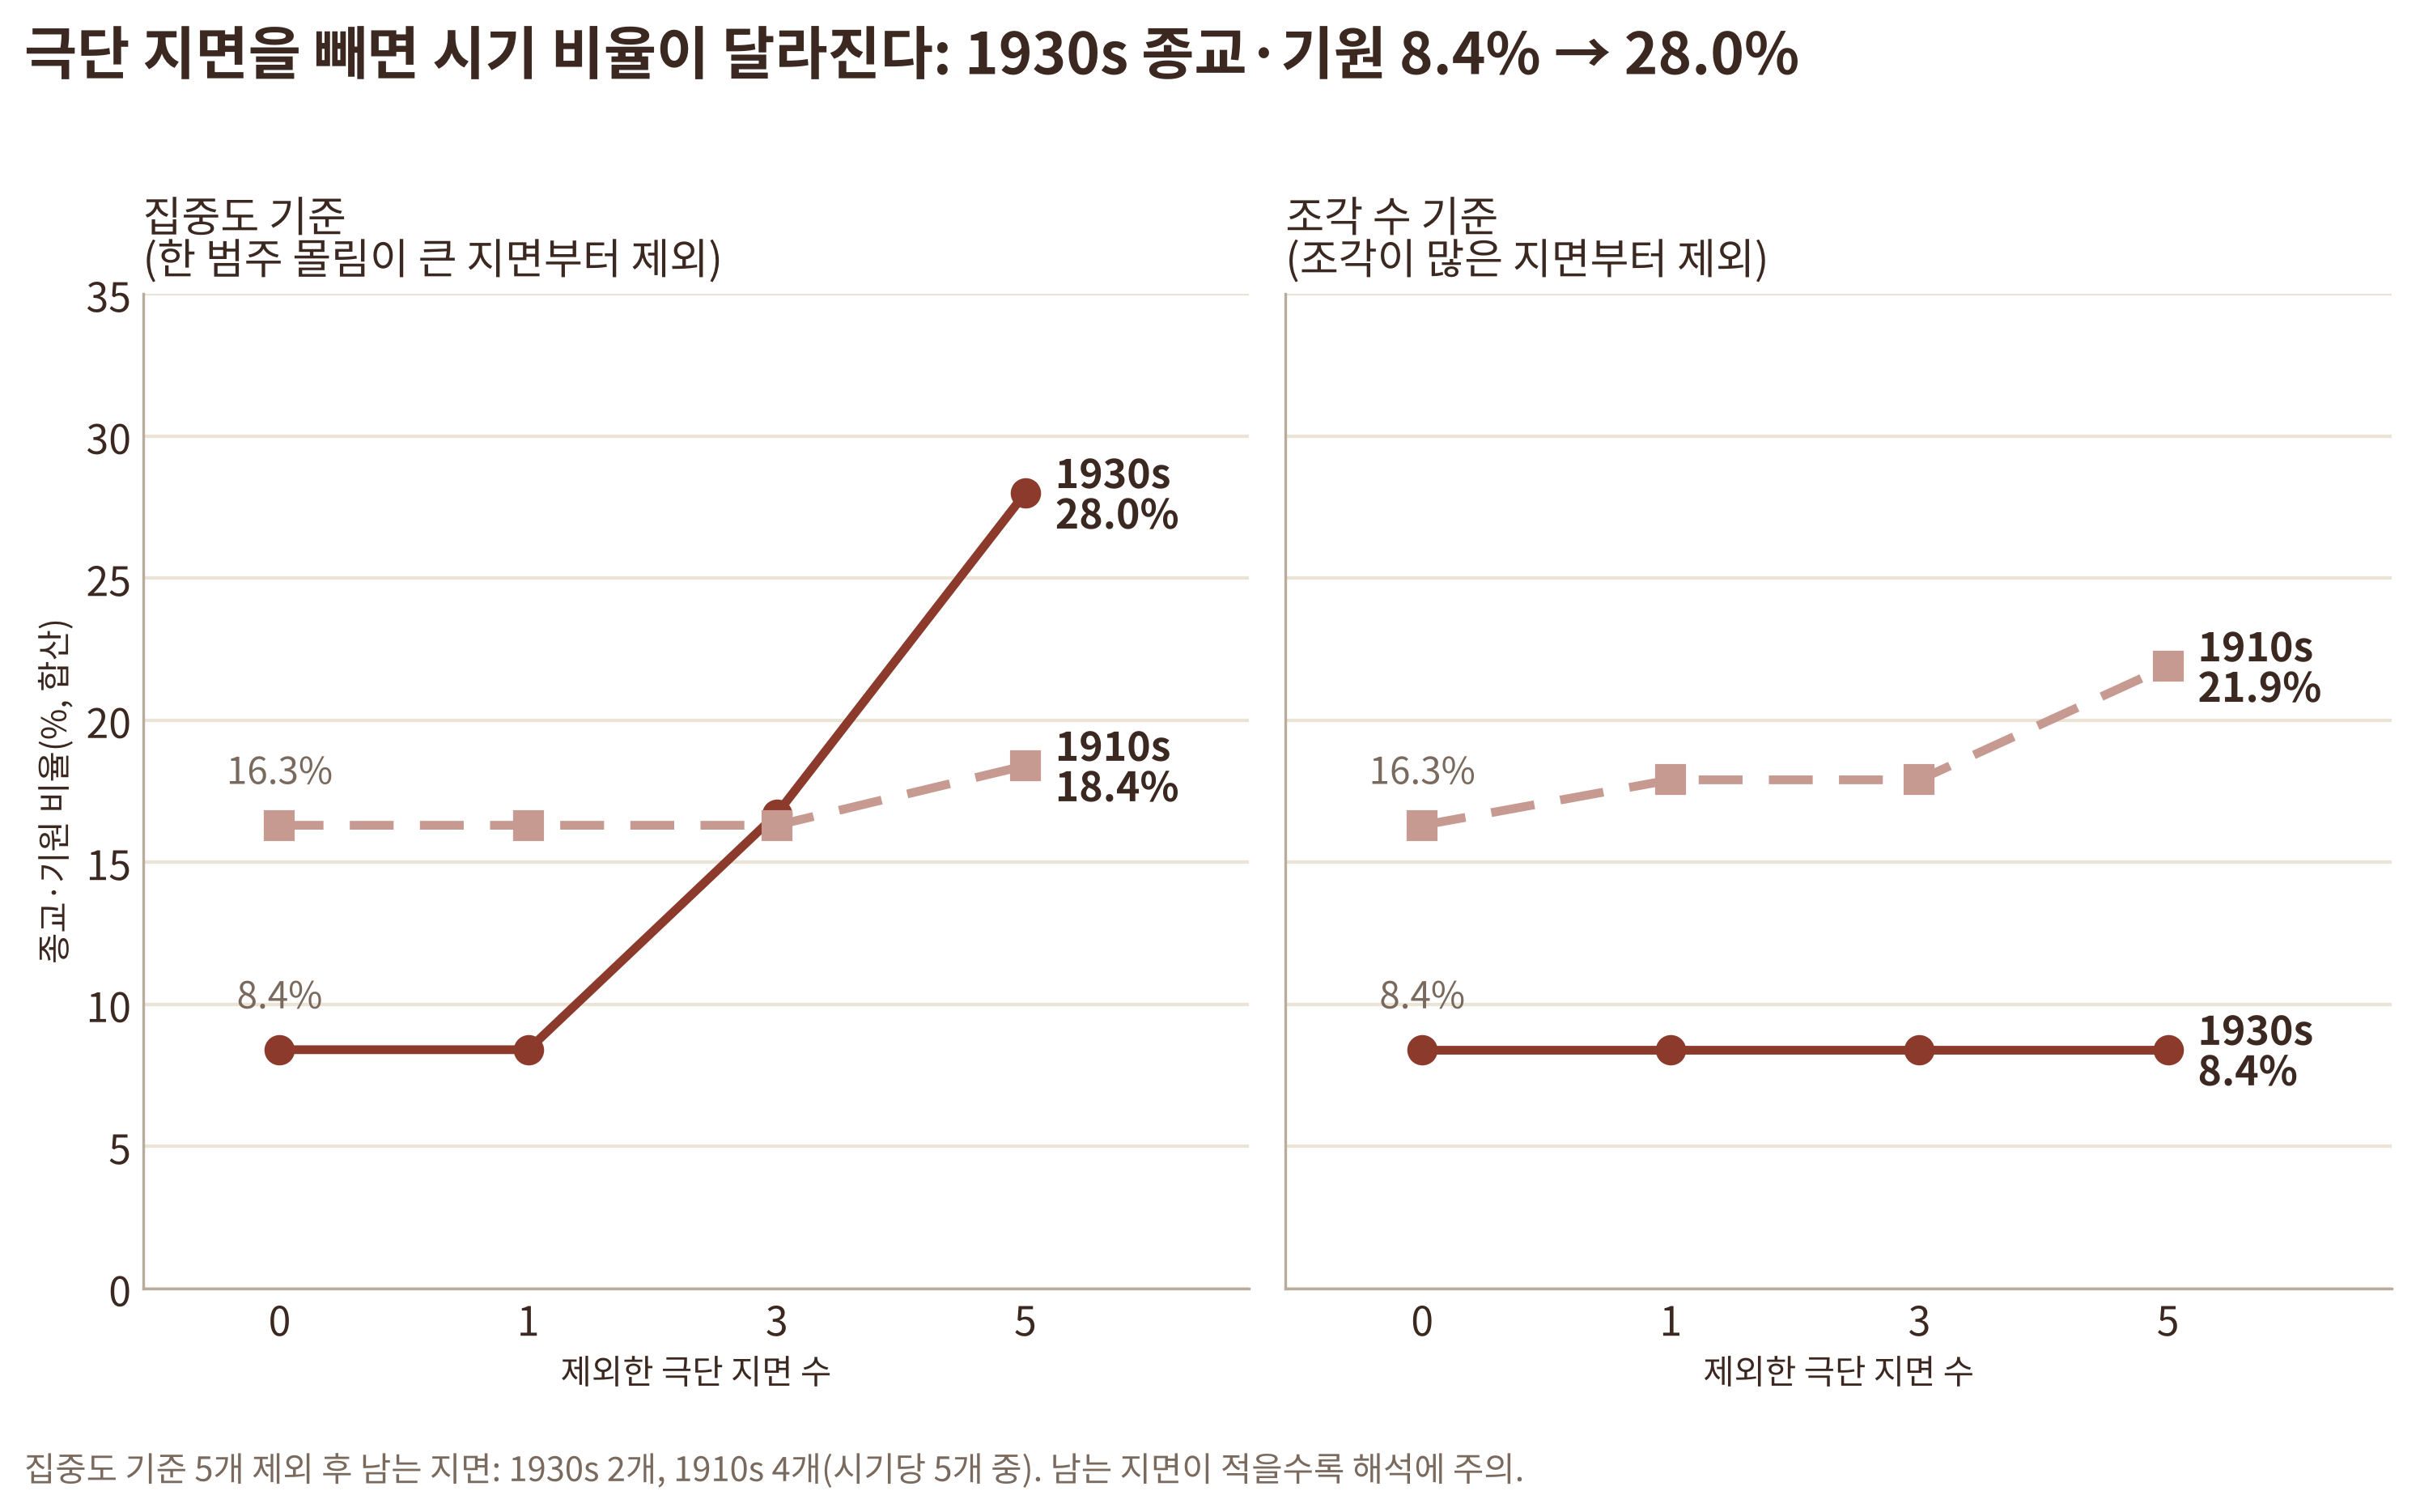 극단 지면을 빼면 시기 비율이 달라진다: 1930s 종교·기원 8.4% → 28.0%
집중도 기준
(한 범주 쏠림이 큰 지면부터 제외)
조각 수 기준
(조각이 많은 지면부터 제외)
종교·기원 비율(%, 합산)
35
30
25
20
15
10
5
0
16.3%
8.4%
1930s
28.0%
1910s
18.4%
0
1
3
5
제외한 극단 지면 수
16.3%
8.4%
1910s
21.9%
1930s
8.4%
0
1
3
5
제외한 극단 지면 수
집중도 기준 5개 제외 후 남는 지면: 1930s 2개, 1910s 4개(시기당 5개 중). 남는 지면이 적을수록 해석에 주의.